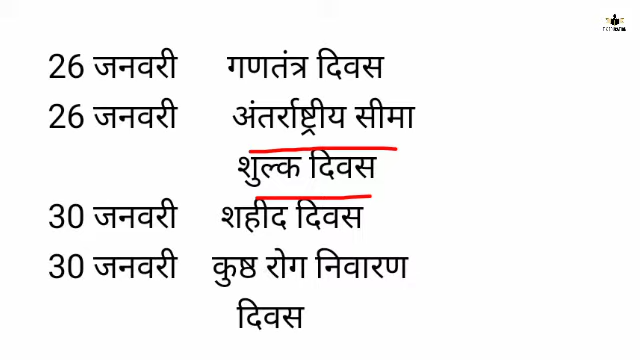 26 जनवरी गणतंत्र दिवस
26 जनवरी अंतर्राष्ट्रीय सीमा
शुल्क दिवस
30 जनवरी शहीद दिवस
30 जनवरी कुष्ठ रोग निवारण
दिवस